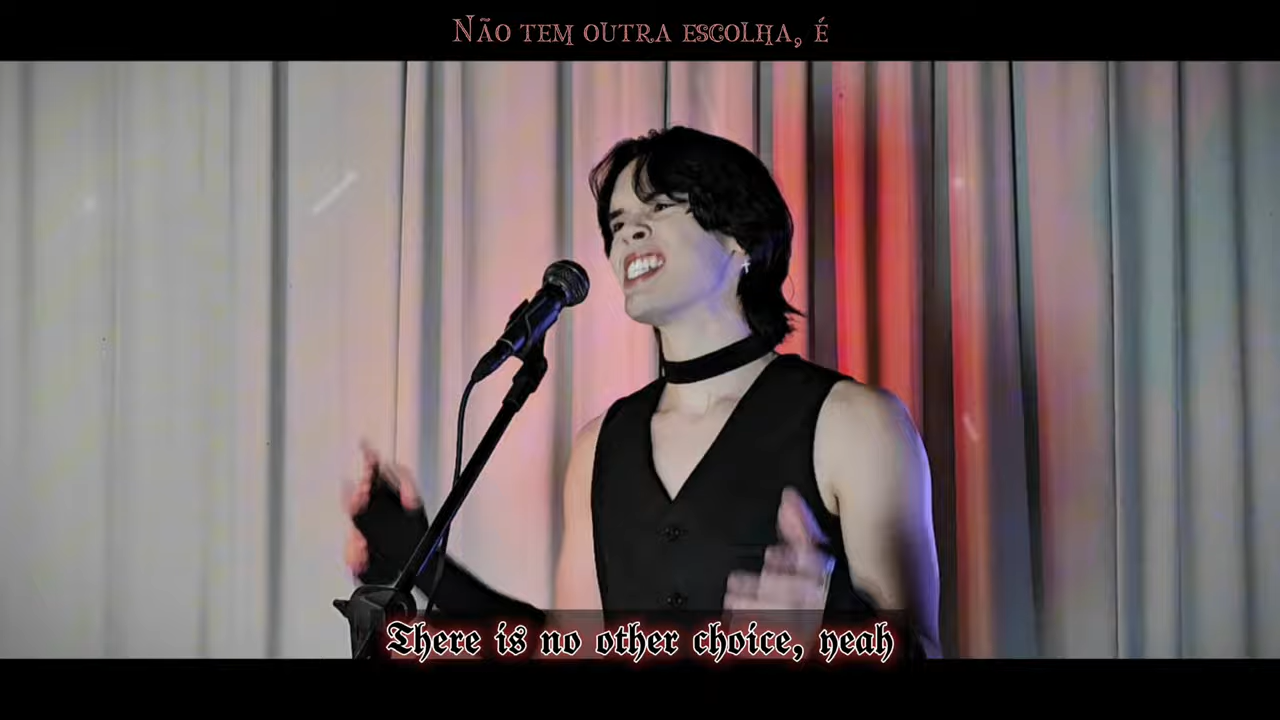 Não tem outra escolha, é
There is no other choice, yeah